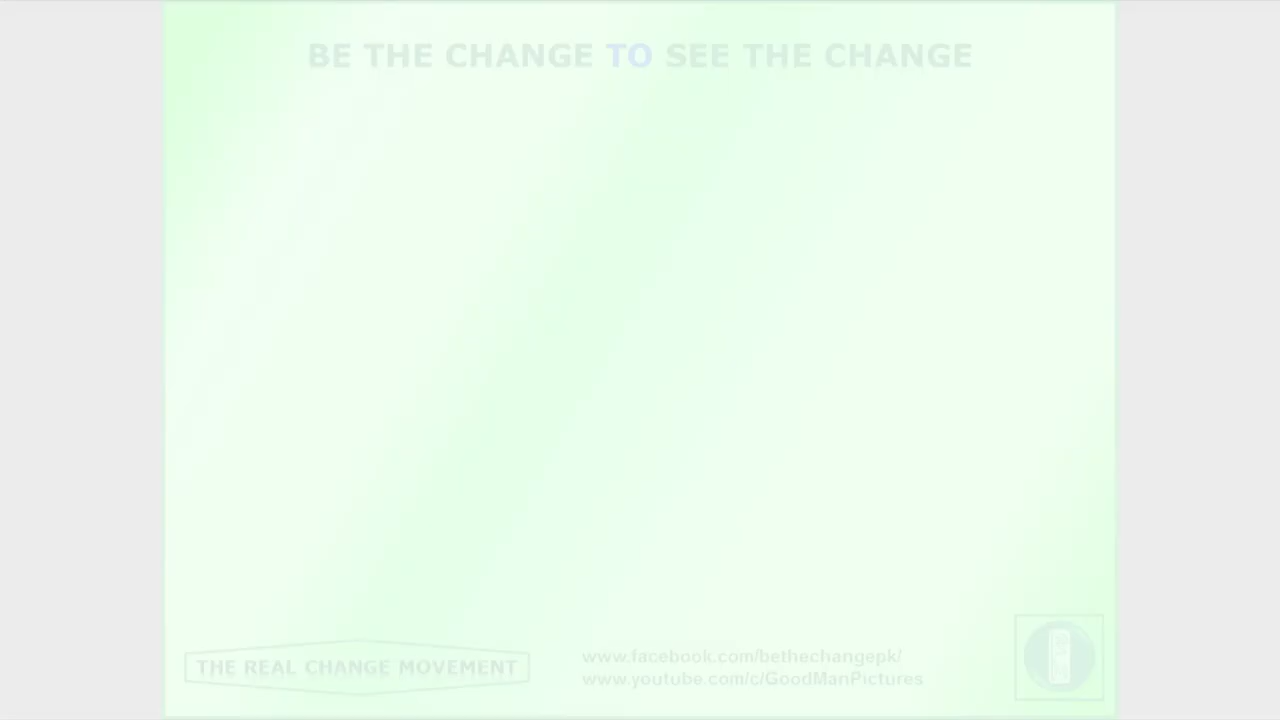 BE THE CHANGE TO SEE THE CHANGE
THE REAL CHANGE MOVEMENT
www.facebook.com/bethechangepk/
www.youtube.com/c/GoodManPictures